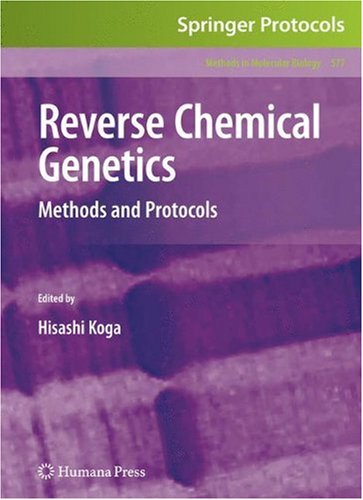 Springer Protocols
Methods in Molecular Biology 577
Reverse Chemical
Genetics
Methods and Protocols
Edited by
Hisashi Koga
Humana Press